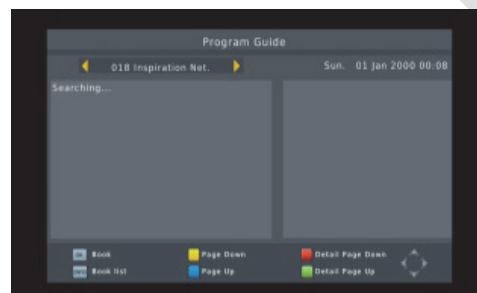 Program Guide
018 Inspiration Net. Sun. 01 Jan 2000 00:08
Searching...
OK Book Page Down Detail Page Down
Book list Page Up Detail Page Up